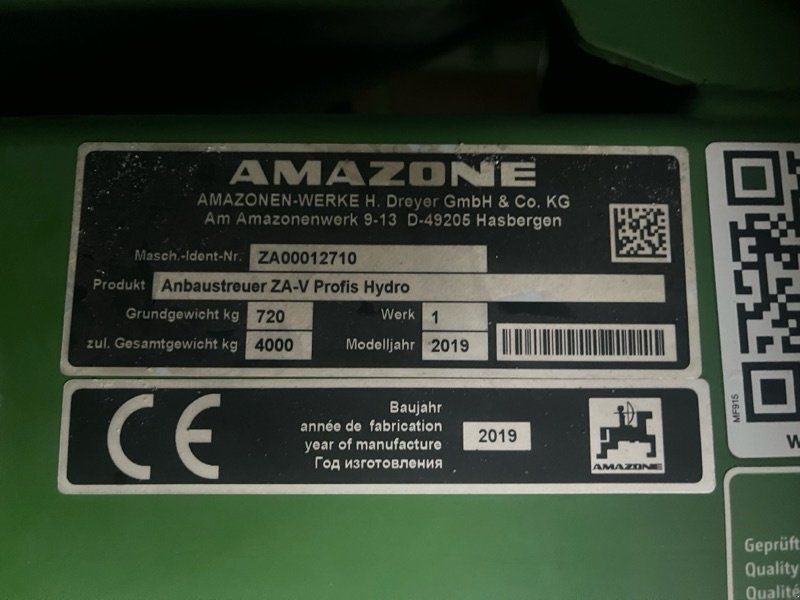 AMAZONE
AMAZONEN-WERKE H. Dreyer GmbH & Co. KG
Am Amazonenwerk 9-13 D-49205 Hasbergen
Masch.-Ident-Nr. ZA00012710
Produkt Anbaustreuer ZA-V Profis Hydro
Grundgewicht kg 720 Werk 1
zul. Gesamtgewicht kg 4000 Modelljahr 2019
Baujahr
année de fabrication
year of manufacture 2019
Год изготовления
CE
AMAZONE
MF915
W
Geprüft
Quality
Qualité